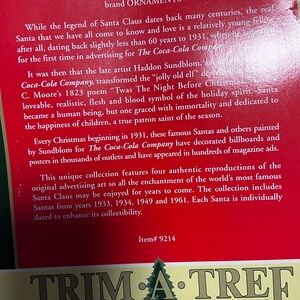 brand ORNAMENTS
While the legend of Santa Claus dates back many centuries, the real
Santa that we have all come to know and love is a relatively young fellow
after all, dating back slightly less than 60 years to 1931, when he
for the first time in advertising for The Coca-Cola Company.
It was then that the late artist Haddon Sundblom,
Coca-Cola Company, transformed the "jolly old elf"
C. Moore's 1823 poem "Twas The Night Before Christmas"
loveable, realistic, flesh and blood symbol of the holiday spirit. Santa
became a human being, but one graced with immortality and dedicated to
the happiness of children, a true patron saint of the season.
Every Christmas beginning in 1931, these famous Santas and others painted
by Sundblom for The Coca-Cola Company have decorated billboards and
posters in thousands of outlets and have appeared in hundreds of magazine ads.
This unique collection features four authentic reproductions of the
original advertising art so all the enchantment of the world's most famous
Santa Claus may be enjoyed for years to come. The collection includes
Santas from years 1933, 1934, 1949 and 1961. Each Santa is individually
dated to enhance its collectibility.
Item# 9214
TRIM·A·TREE